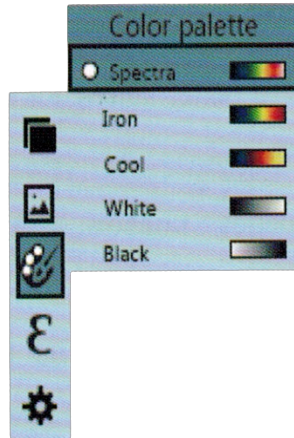 Color palette
Spectra
Iron
Cool
White
Black
ε